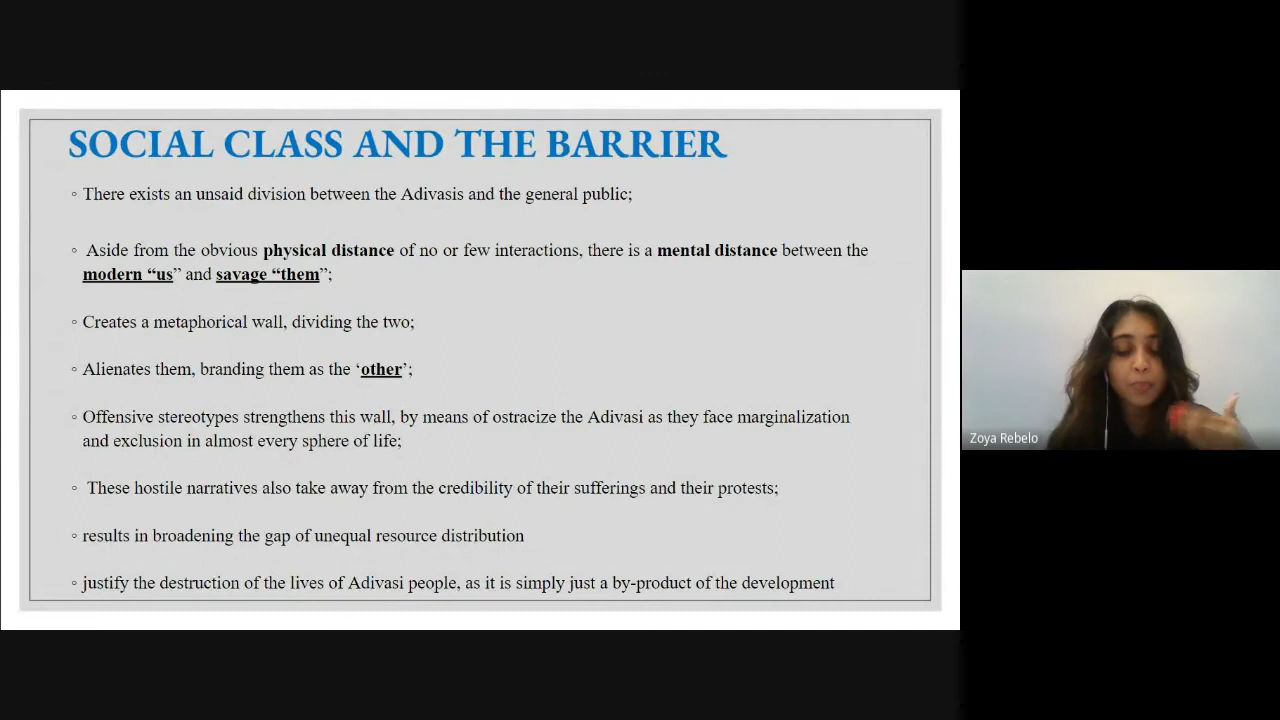 SOCIAL CLASS AND THE BARRIER
◦ There exists an unsaid division between the Adivasis and the general public;
◦ Aside from the obvious physical distance of no or few interactions, there is a mental distance between the
modern “us” and savage “them”;
◦ Creates a metaphorical wall, dividing the two;
◦ Alienates them, branding them as the ‘other’;
◦ Offensive stereotypes strengthens this wall, by means of ostracize the Adivasi as they face marginalization
and exclusion in almost every sphere of life;
◦ These hostile narratives also take away from the credibility of their sufferings and their protests;
◦ results in broadening the gap of unequal resource distribution
◦ justify the destruction of the lives of Adivasi people, as it is simply just a by-product of the development
Zoya Rebelo